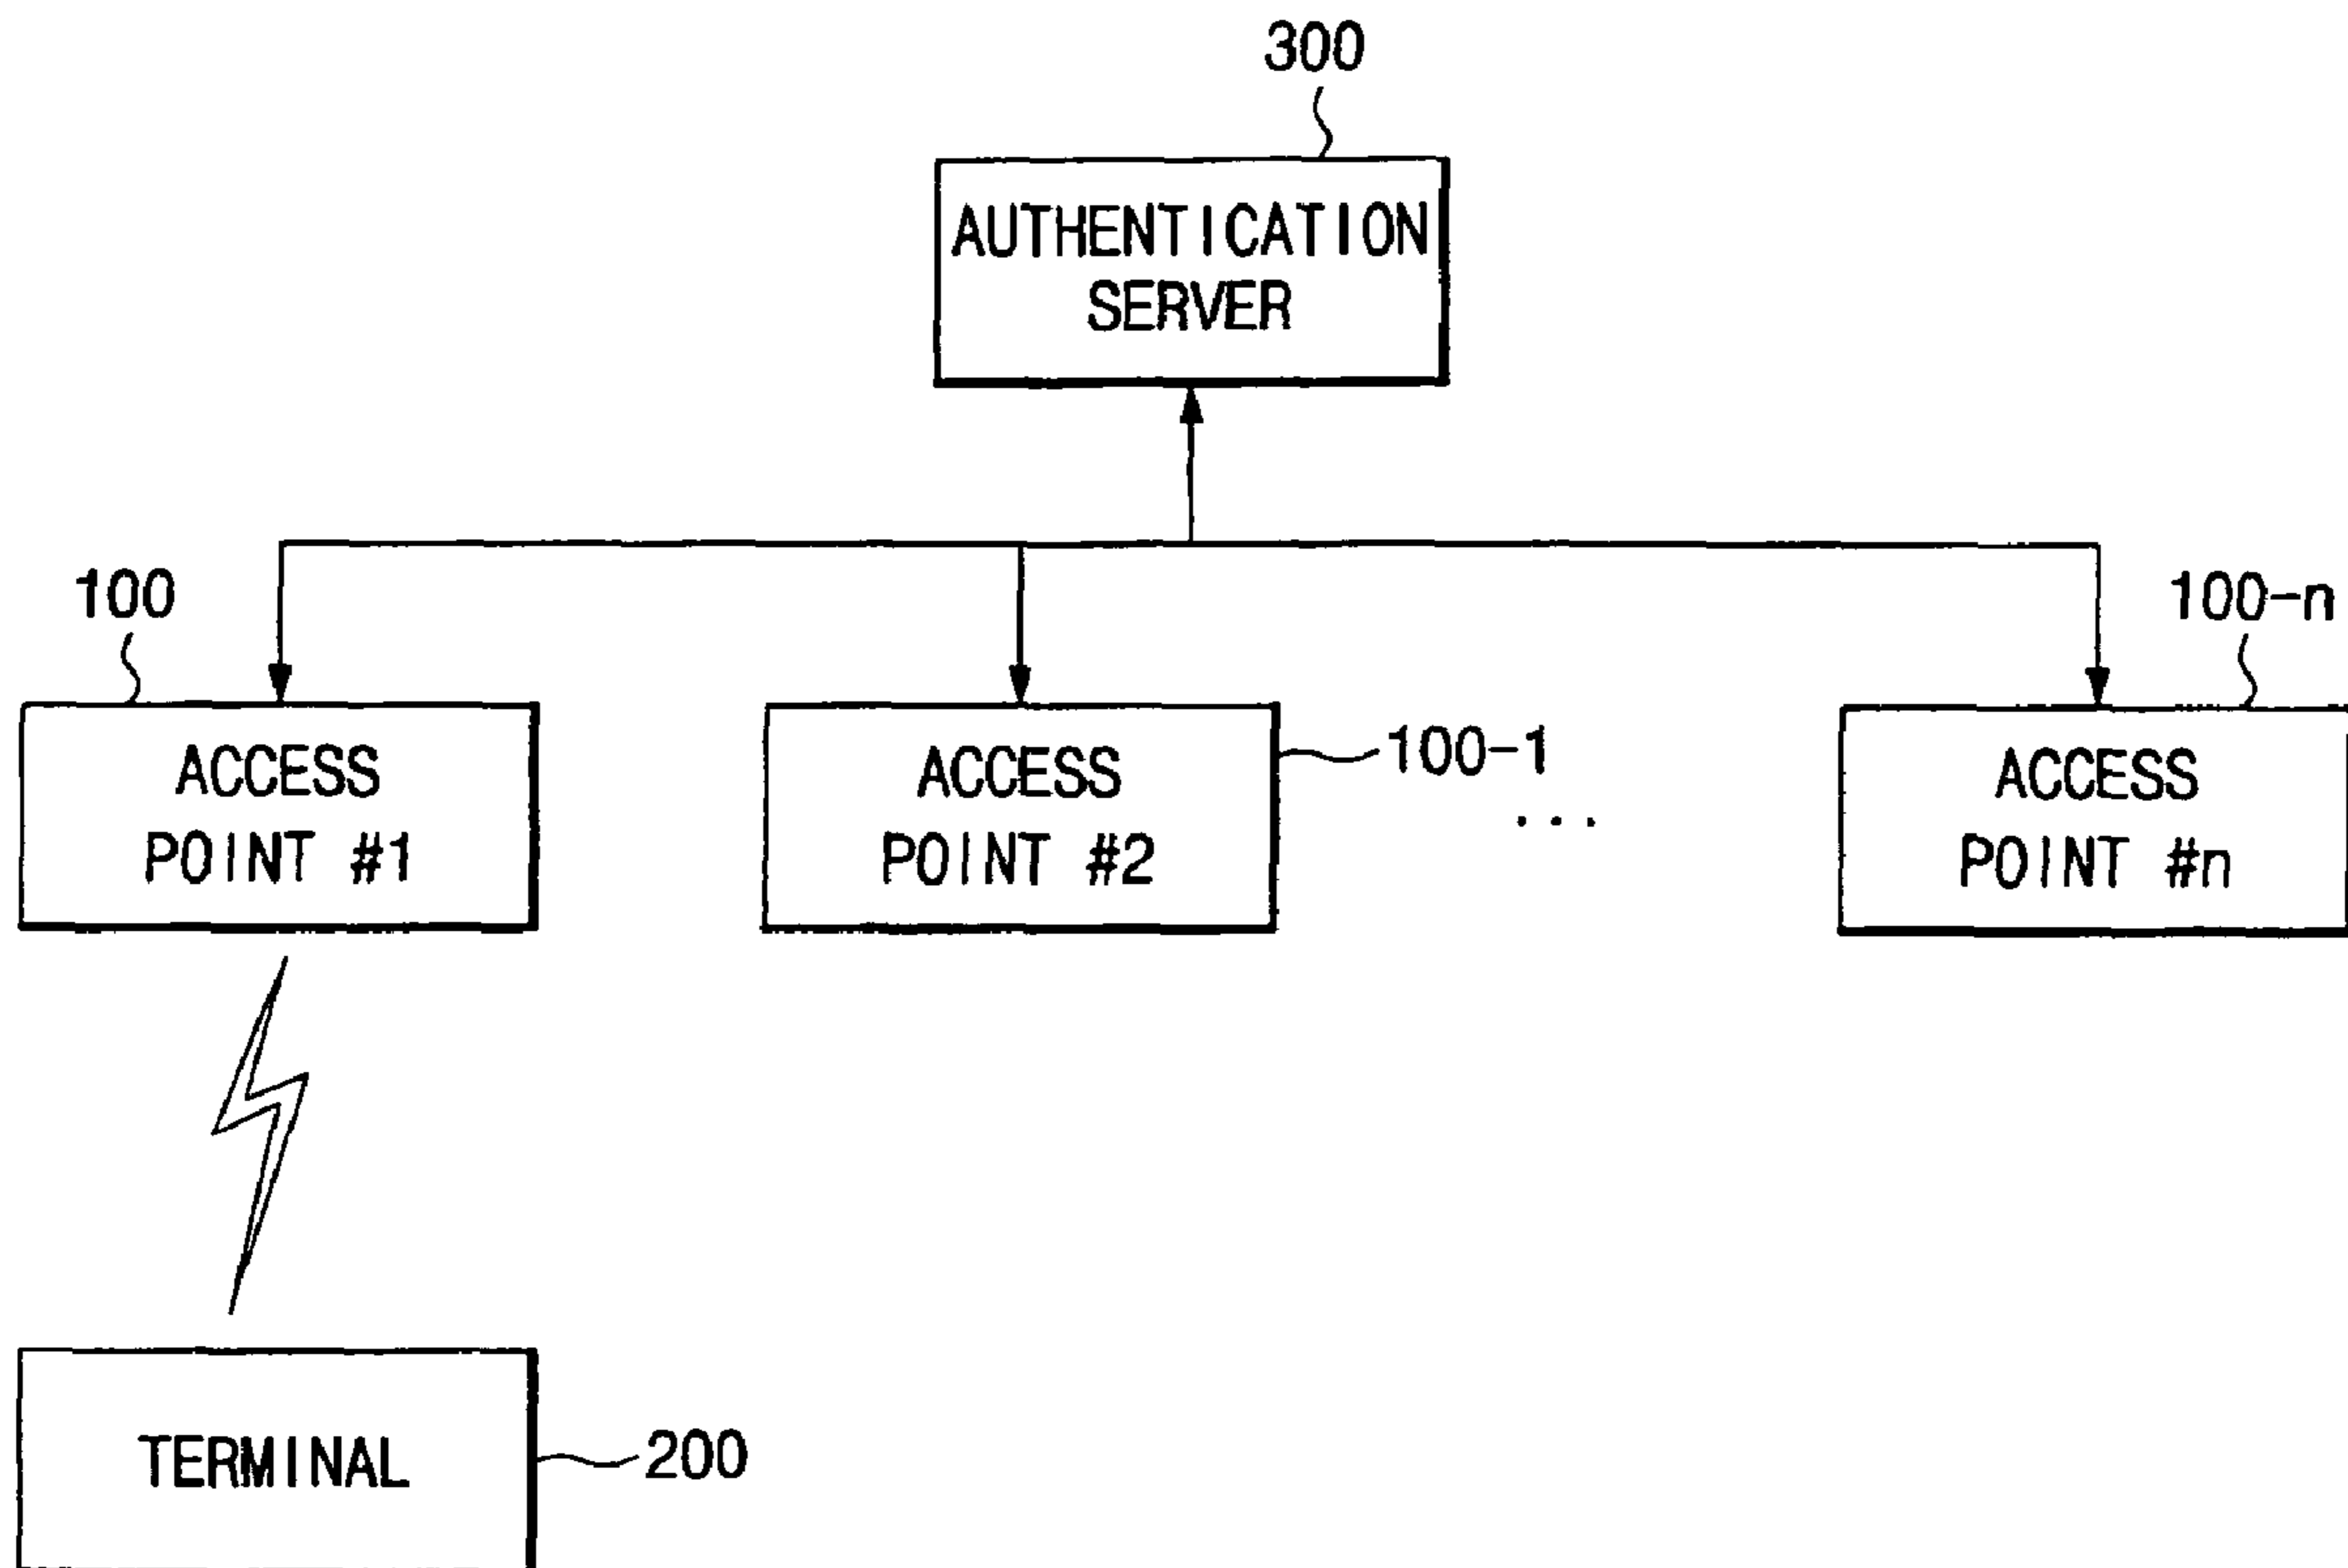 300
AUTHENTICATION
SERVER
100
100-n
ACCESS
POINT #1
ACCESS
POINT #2
100-1
...
ACCESS
POINT #n
TERMINAL
200